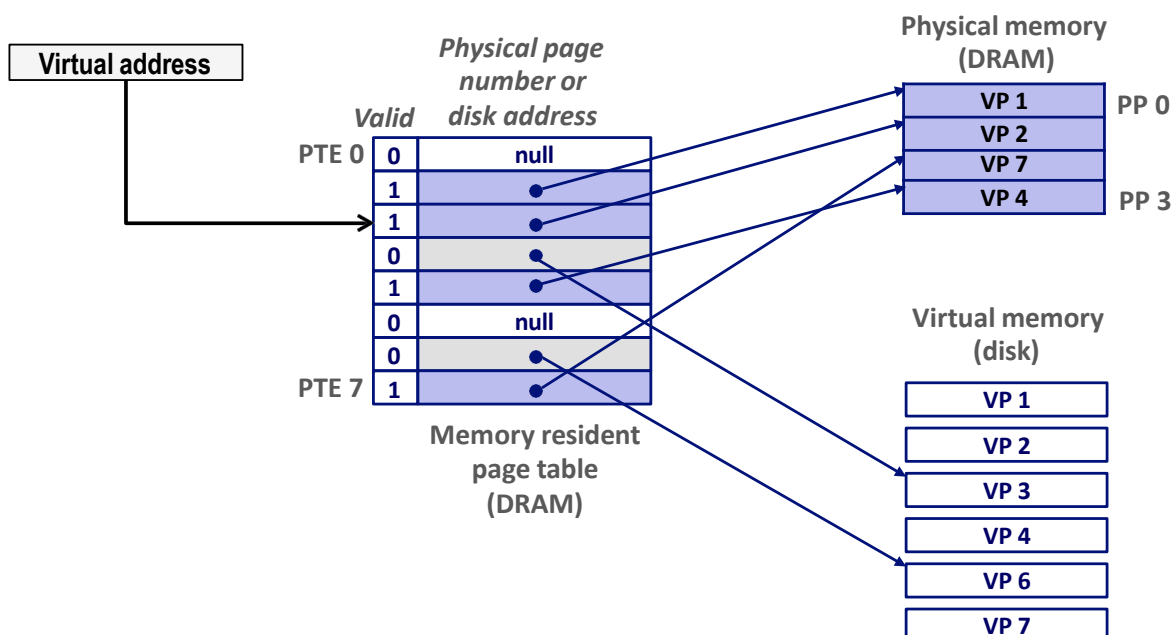 Virtual address
Physical page
number or
disk address
Valid
PTE 0
0 null
1
1
0
1
0 null
0
PTE 7 1
Memory resident
page table
(DRAM)
Physical memory
(DRAM)
VP 1 PP 0
VP 2
VP 7
VP 4 PP 3
Virtual memory
(disk)
VP 1
VP 2
VP 3
VP 4
VP 6
VP 7